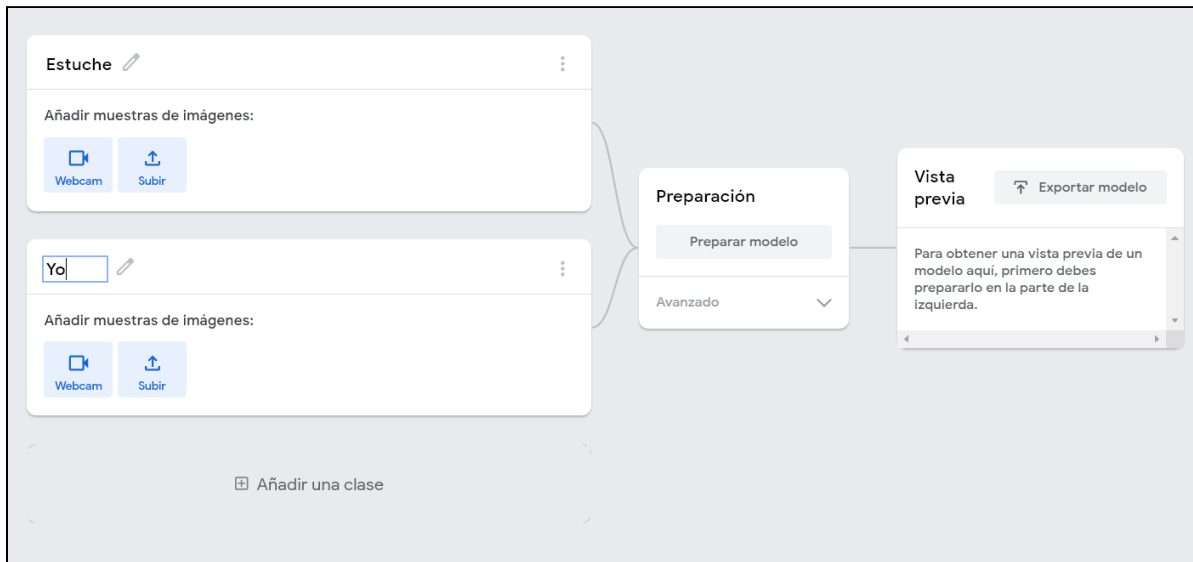 Estuche
Añadir muestras de imágenes:
Webcam
Subir
Yo
Añadir muestras de imágenes:
Webcam
Subir
Añadir una clase
Preparación
Preparar modelo
Avanzado
Vista
previa
Exportar modelo
Para obtener una vista previa de un
modelo aquí, primero debes
prepararlo en la parte de la
izquierda.